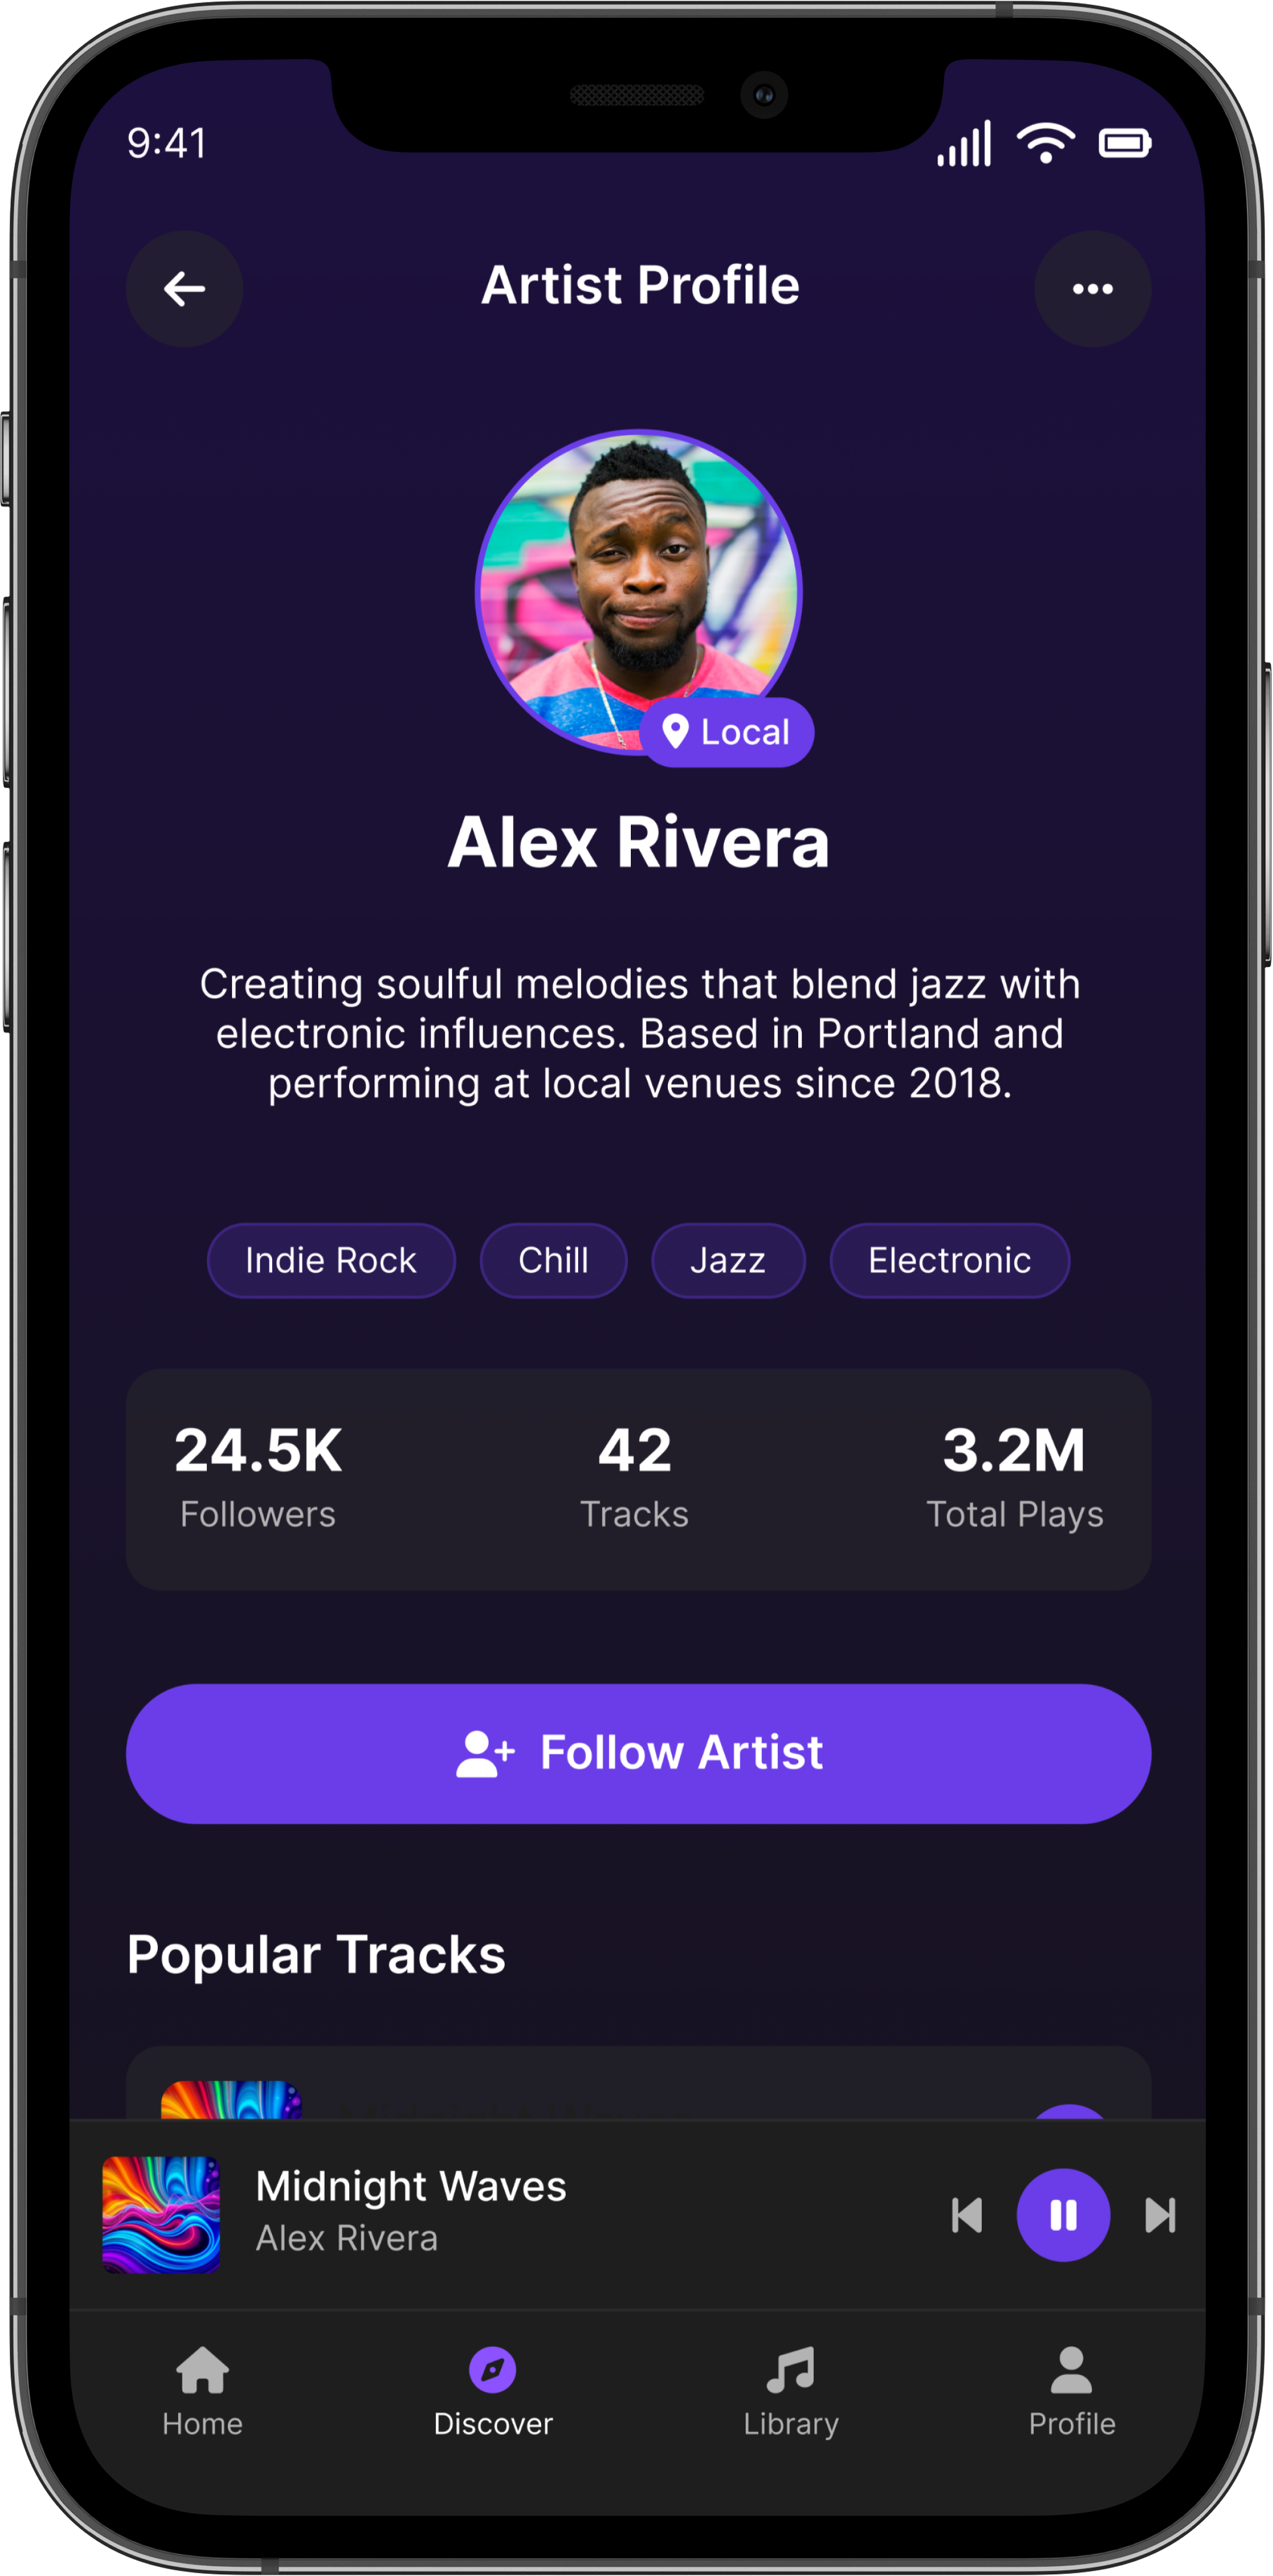 9:41
Artist Profile
Local
Alex Rivera
Creating soulful melodies that blend jazz with
electronic influences. Based in Portland and
performing at local venues since 2018.
Indie Rock Chill Jazz Electronic
24.5K 42 3.2M
Followers Tracks Total Plays
Follow Artist
Popular Tracks
Midnight Waves
Alex Rivera
Home Discover Library Profile